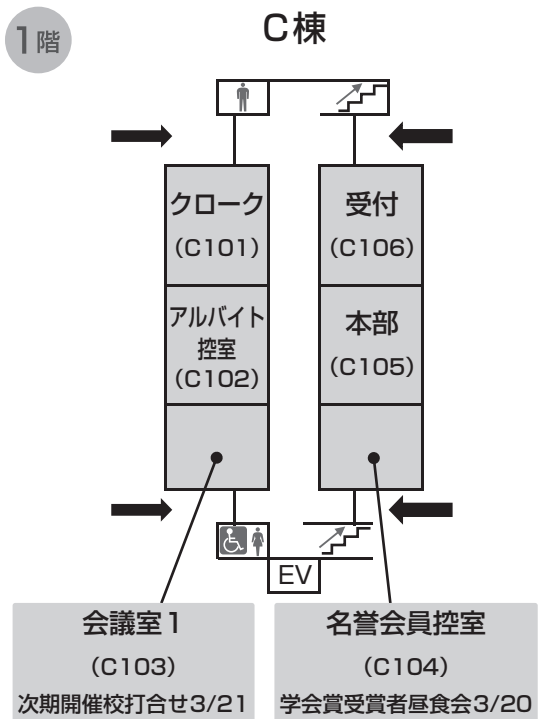 1階
C棟
クローク
(C101)
受付
(C106)
アルバイト
控室
(C102)
本部
(C105)
EV
会議室1
(C103)
次期開催校打合せ3/21
名誉会員控室
(C104)
学会賞受賞者昼食会3/20